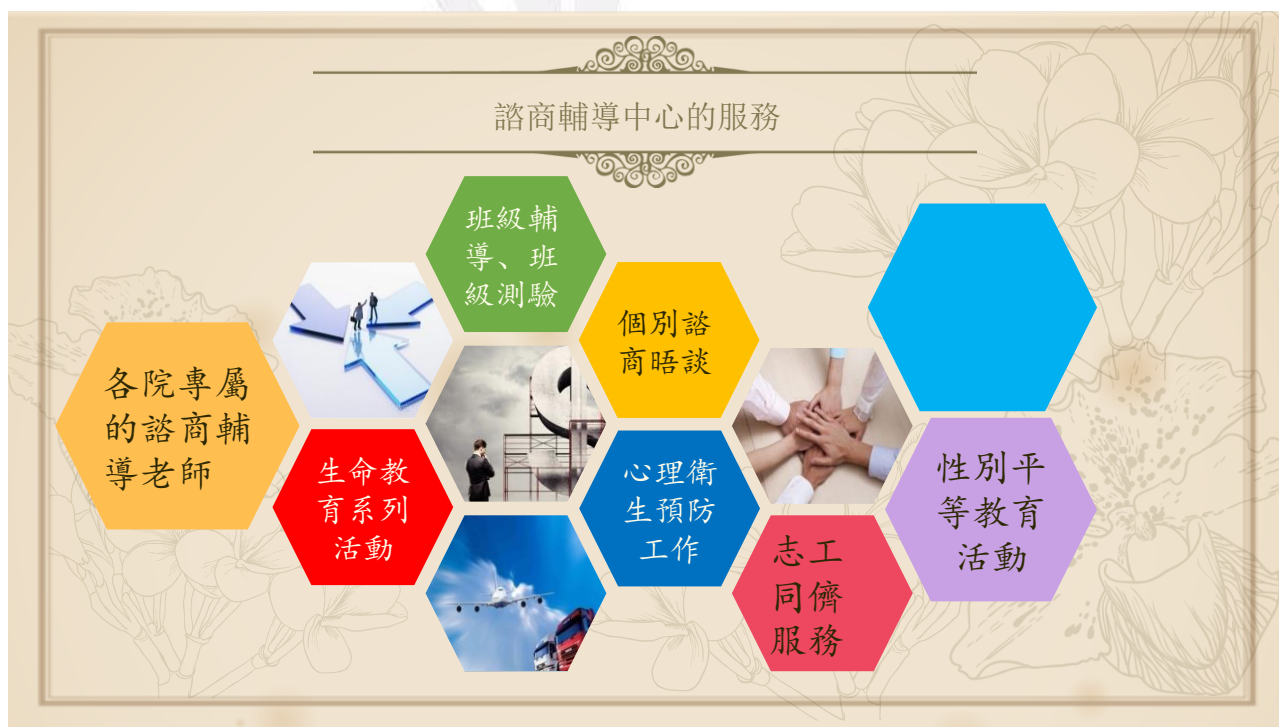 諮商輔導中心的服務
班級輔
導、班
級測驗
個別諮
商晤談
各院專屬
的諮商輔
導老師
生命教
育系列
活動
心理衛
生預防
工作
性別平
等教育
活動
志工
同儕
服務